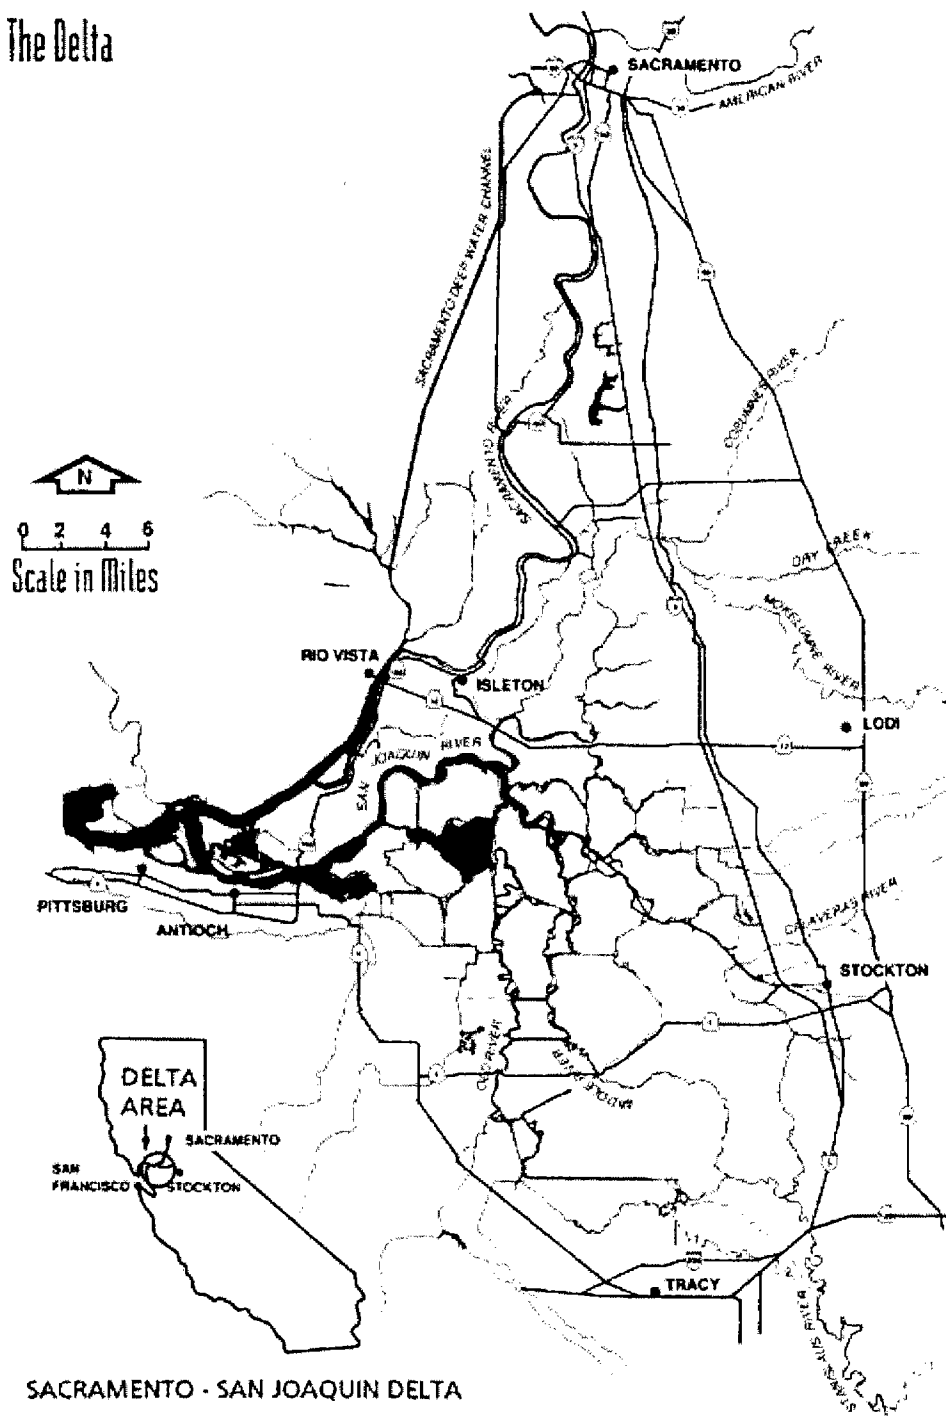 The Delta
SACRAMENTO
AMERICAN RIVER
SACRAMENTO DEEP WATER CHANNEL
COSUMNES RIVER
SACRAMENTO RIVER
N
0 2 4 6
Scale in Miles
DRY CREEK
MOKELUMNE RIVER
RIO VISTA
ISLETON
LODI
12
SAN JOAQUIN RIVER
PITTSBURG
ANTIOCH
CALAVERAS RIVER
STOCKTON
OLD RIVER
MIDDLE RIVER
DELTA
AREA
SACRAMENTO
SAN
FRANCISCO
STOCKTON
TRACY
STANISLAUS RIVER
SACRAMENTO - SAN JOAQUIN DELTA